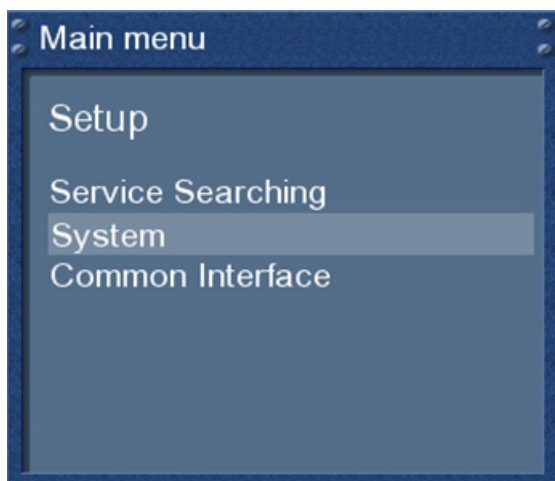 Main menu
Setup
Service Searching
System
Common Interface